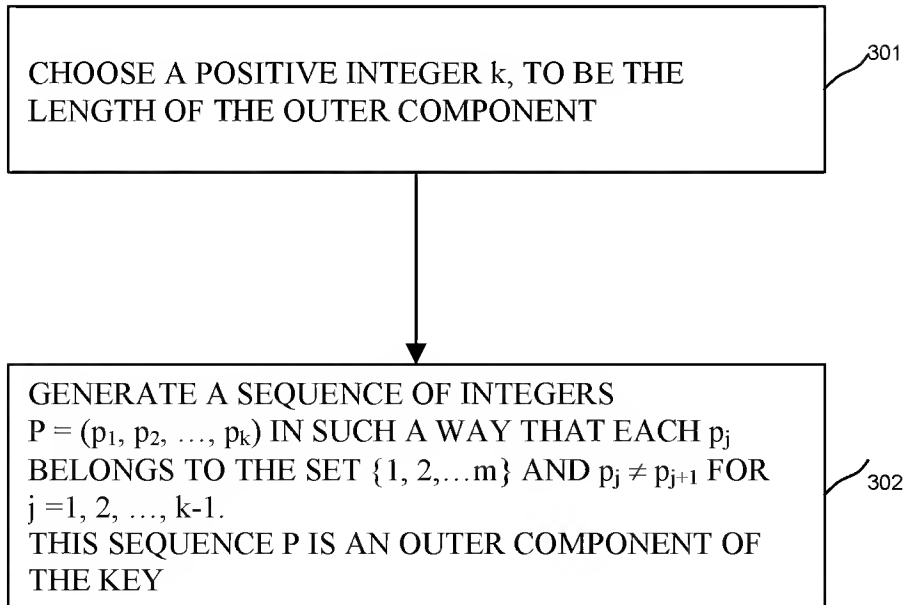 CHOOSE A POSITIVE INTEGER k, TO BE THE
LENGTH OF THE OUTER COMPONENT
301
GENERATE A SEQUENCE OF INTEGERS
P = (p₁, p₂, …, pₖ) IN SUCH A WAY THAT EACH pⱼ
BELONGS TO THE SET {1, 2,…m} AND pⱼ ≠ pⱼ₊₁ FOR
j =1, 2, …, k-1.
THIS SEQUENCE P IS AN OUTER COMPONENT OF
THE KEY
302